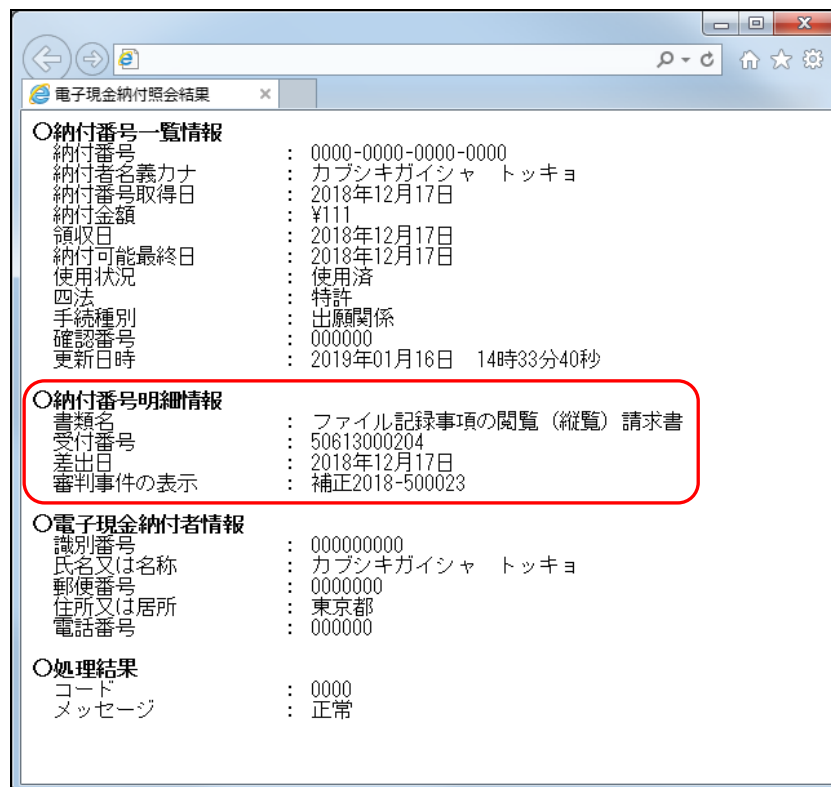 電子現金納付照会結果
○納付番号一覧情報
納付番号 : 0000-0000-0000-0000
納付者名義カナ : カブシキガイシャ　トッキョ
納付番号取得日 : 2018年12月17日
納付金額 : ¥111
領収日 : 2018年12月17日
納付可能最終日 : 2018年12月17日
使用状況 : 使用済
四法 : 特許
手続種別 : 出願関係
確認番号 : 000000
更新日時 : 2019年01月16日　14時33分40秒
○納付番号明細情報
書類名 : ファイル記録事項の閲覧（縦覧）請求書
受付番号 : 50613000204
差出日 : 2018年12月17日
審判事件の表示 : 補正2018-500023
○電子現金納付者情報
識別番号 : 000000000
氏名又は名称 : カブシキガイシャ　トッキョ
郵便番号 : 0000000
住所又は居所 : 東京都
電話番号 : 000000
○処理結果
コード : 0000
メッセージ : 正常